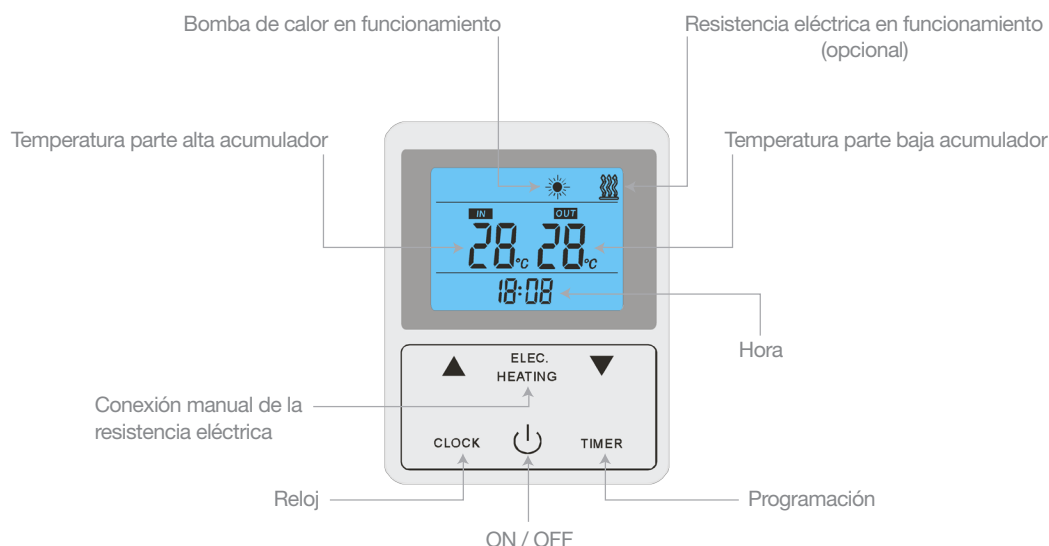 Bomba de calor en funcionamiento
Resistencia eléctrica en funcionamiento
(opcional)
Temperatura parte alta acumulador
Temperatura parte baja acumulador
IN
OUT
28°C
28°C
18:08
Hora
ELEC.
HEATING
Conexión manual de la
resistencia eléctrica
CLOCK
TIMER
Reloj
Programación
ON / OFF